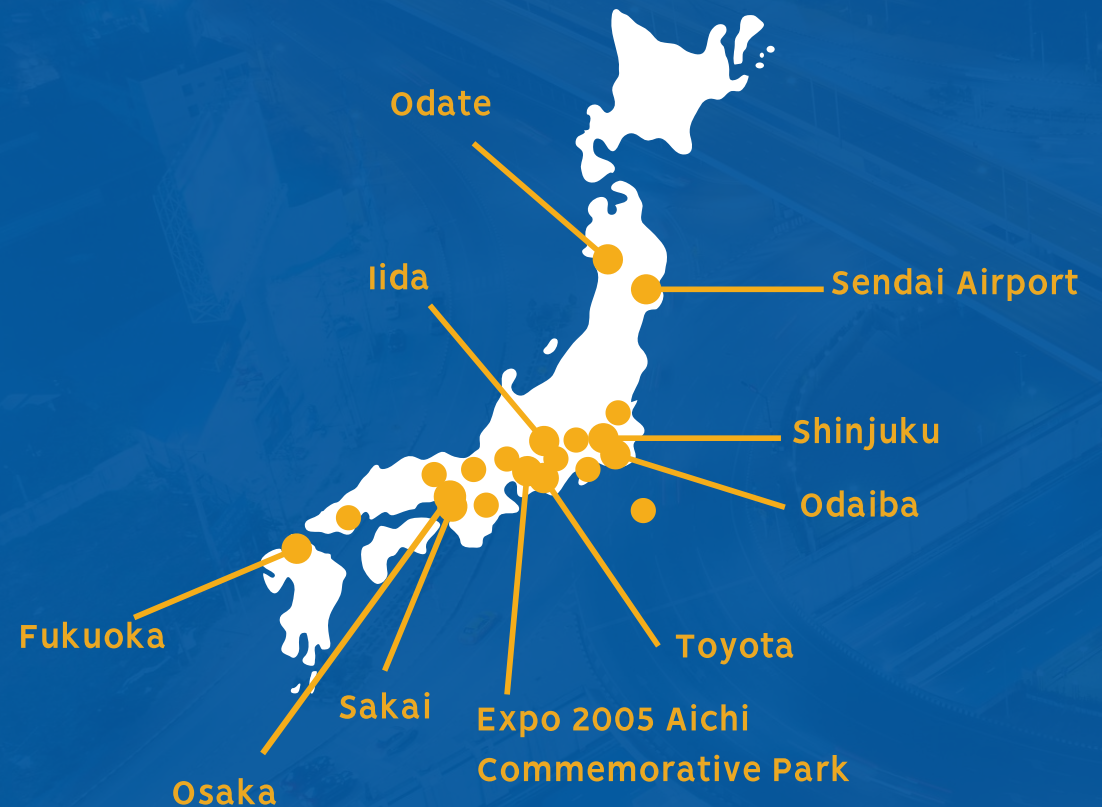 Odate
Iida
Sendai Airport
Shinjuku
Odaiba
Fukuoka
Toyota
Sakai
Expo 2005 Aichi
Commemorative Park
Osaka